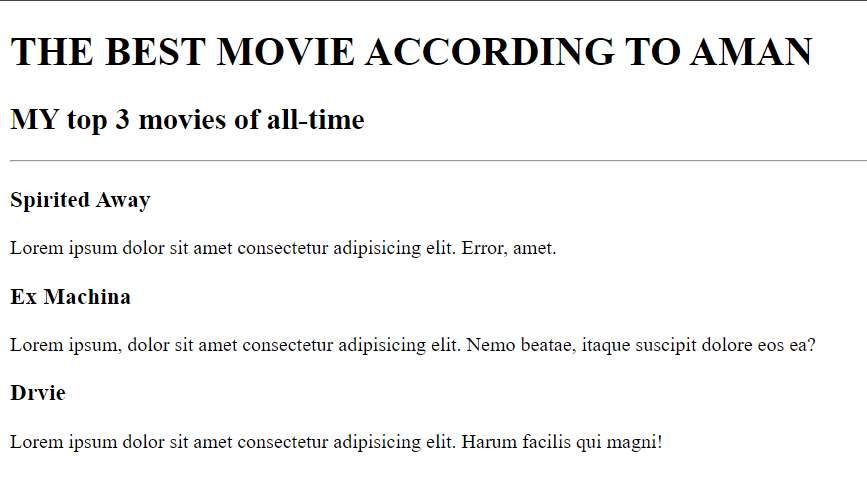 THE BEST MOVIE ACCORDING TO AMAN
MY top 3 movies of all-time
Spirited Away
Lorem ipsum dolor sit amet consectetur adipisicing elit. Error, amet.
Ex Machina
Lorem ipsum, dolor sit amet consectetur adipisicing elit. Nemo beatae, itaque suscipit dolore eos ea?
Drvie
Lorem ipsum dolor sit amet consectetur adipisicing elit. Harum facilis qui magni!